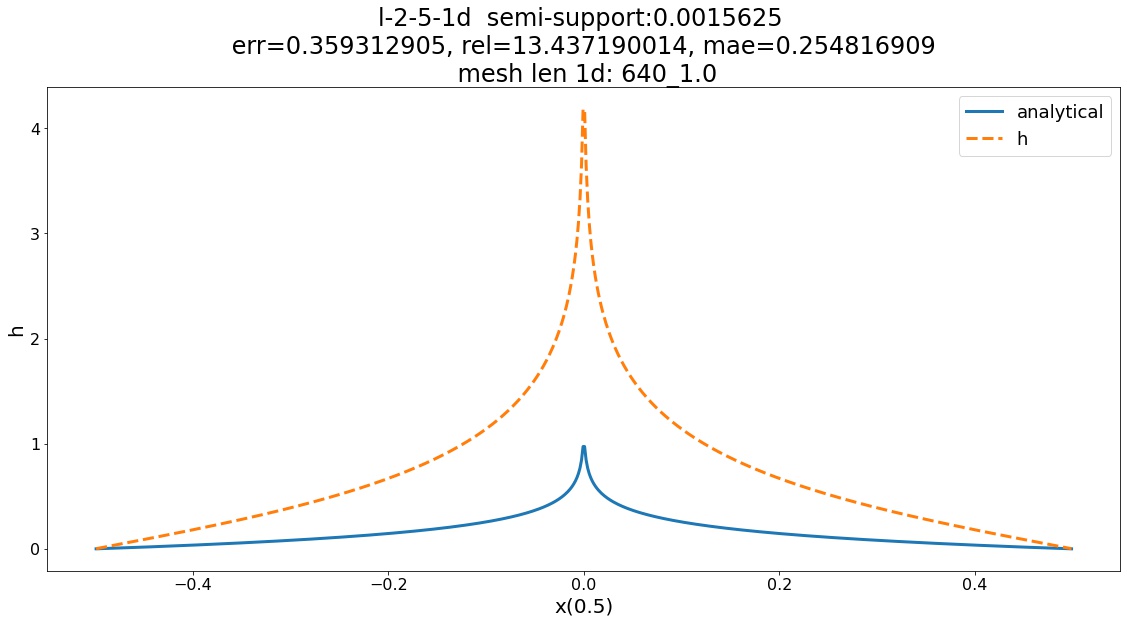 l-2-5-1d  semi-support:0.0015625
err=0.359312905, rel=13.437190014, mae=0.254816909
mesh len 1d: 640_1.0
analytical
h
4
3
2
1
0
h
−0.4
−0.2
0.0
0.2
0.4
x(0.5)